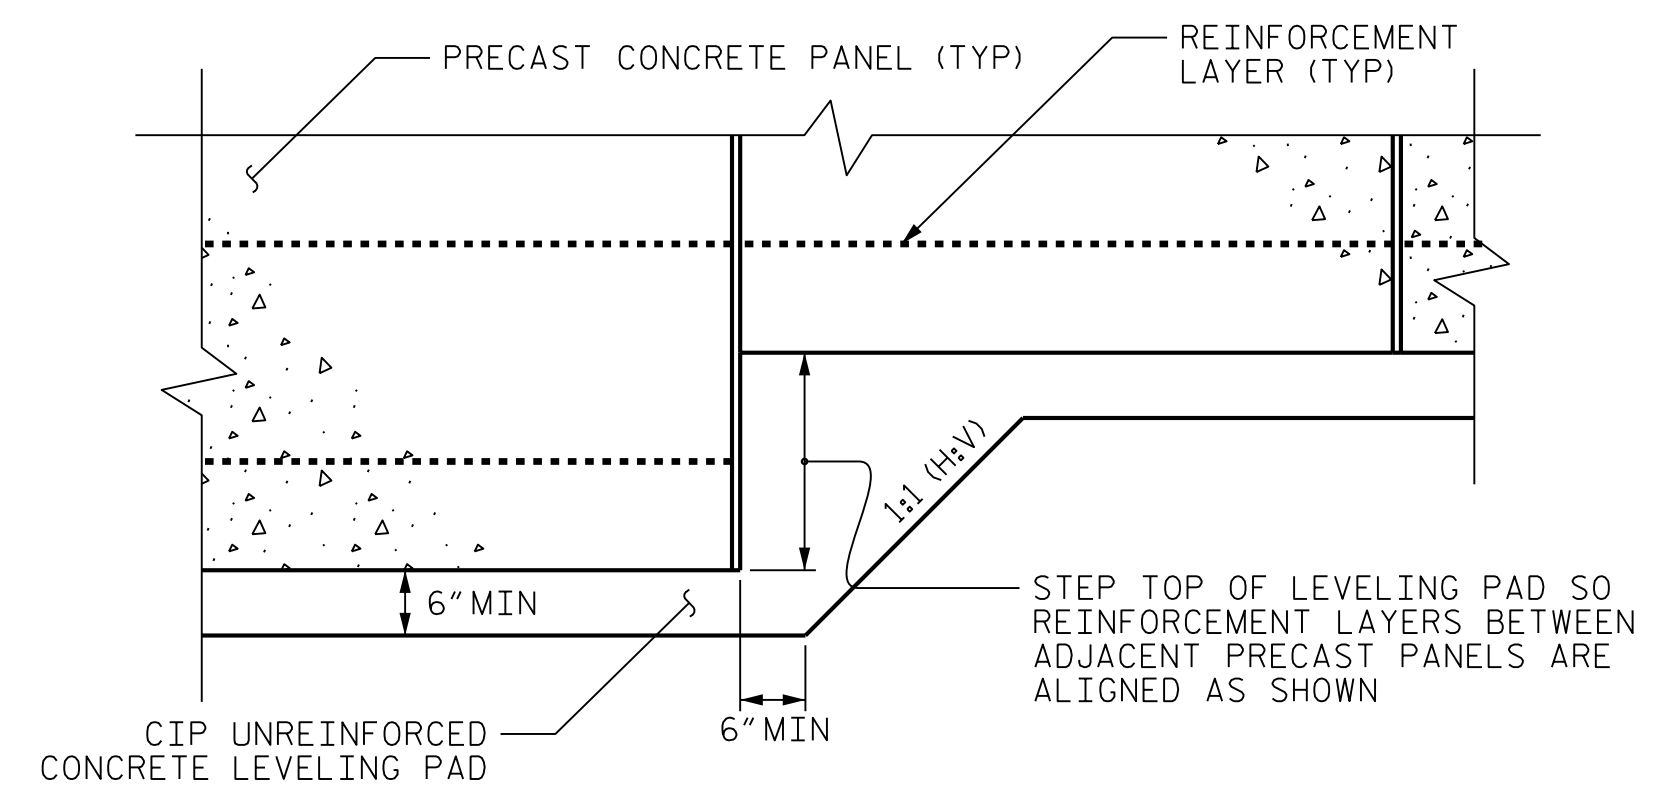 PRECAST CONCRETE PANEL (TYP)
REINFORCEMENT
LAYER (TYP)
1:1 (H:V)
6" MIN
STEP TOP OF LEVELING PAD SO
REINFORCEMENT LAYERS BETWEEN
ADJACENT PRECAST PANELS ARE
ALIGNED AS SHOWN
6" MIN
CIP UNREINFORCED
CONCRETE LEVELING PAD